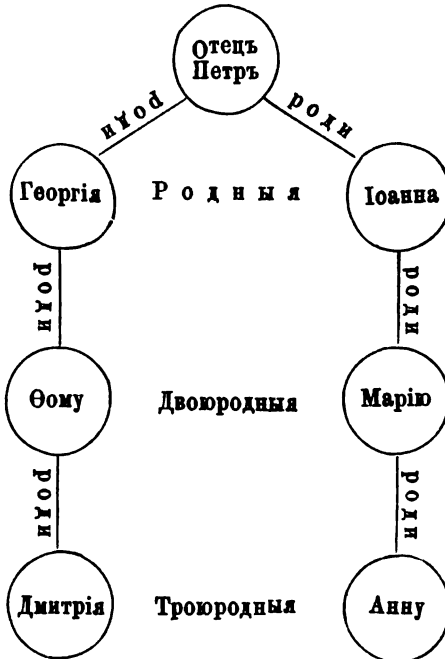 Отецъ
Петръ
роди
роди
Георгія
Родныя
Іоанна
роди
роди
Ѳому
Двоюродныя
Марію
роди
роди
Дмитрія
Троюродныя
Анну